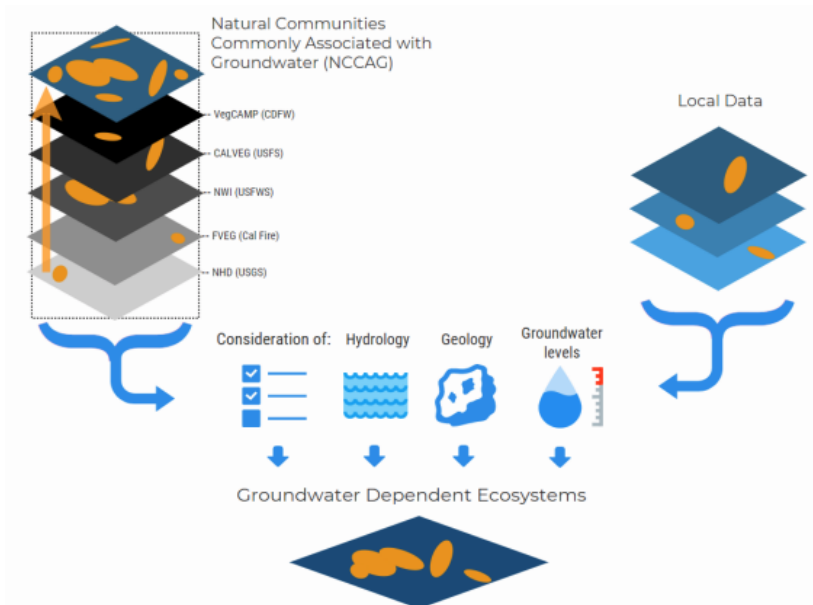 Natural Communities
Commonly Associated with
Groundwater (NCCAG)
VegCAMP (CDFW)
CALVEG (USFS)
NWI (USFWS)
FVEG (Cal Fire)
NHD (USGS)
Local Data
Consideration of:
Hydrology
Geology
Groundwater
levels
Groundwater Dependent Ecosystems